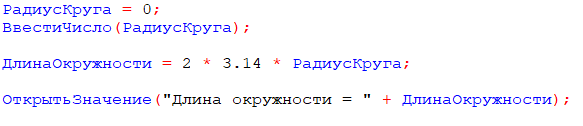 РадиусКруга = 0;
ВвестиЧисло(РадиусКруга);
ДлинаОкружности = 2 * 3.14 * РадиусКруга;
ОткрытьЗначение("Длина окружности = " + ДлинаОкружности);